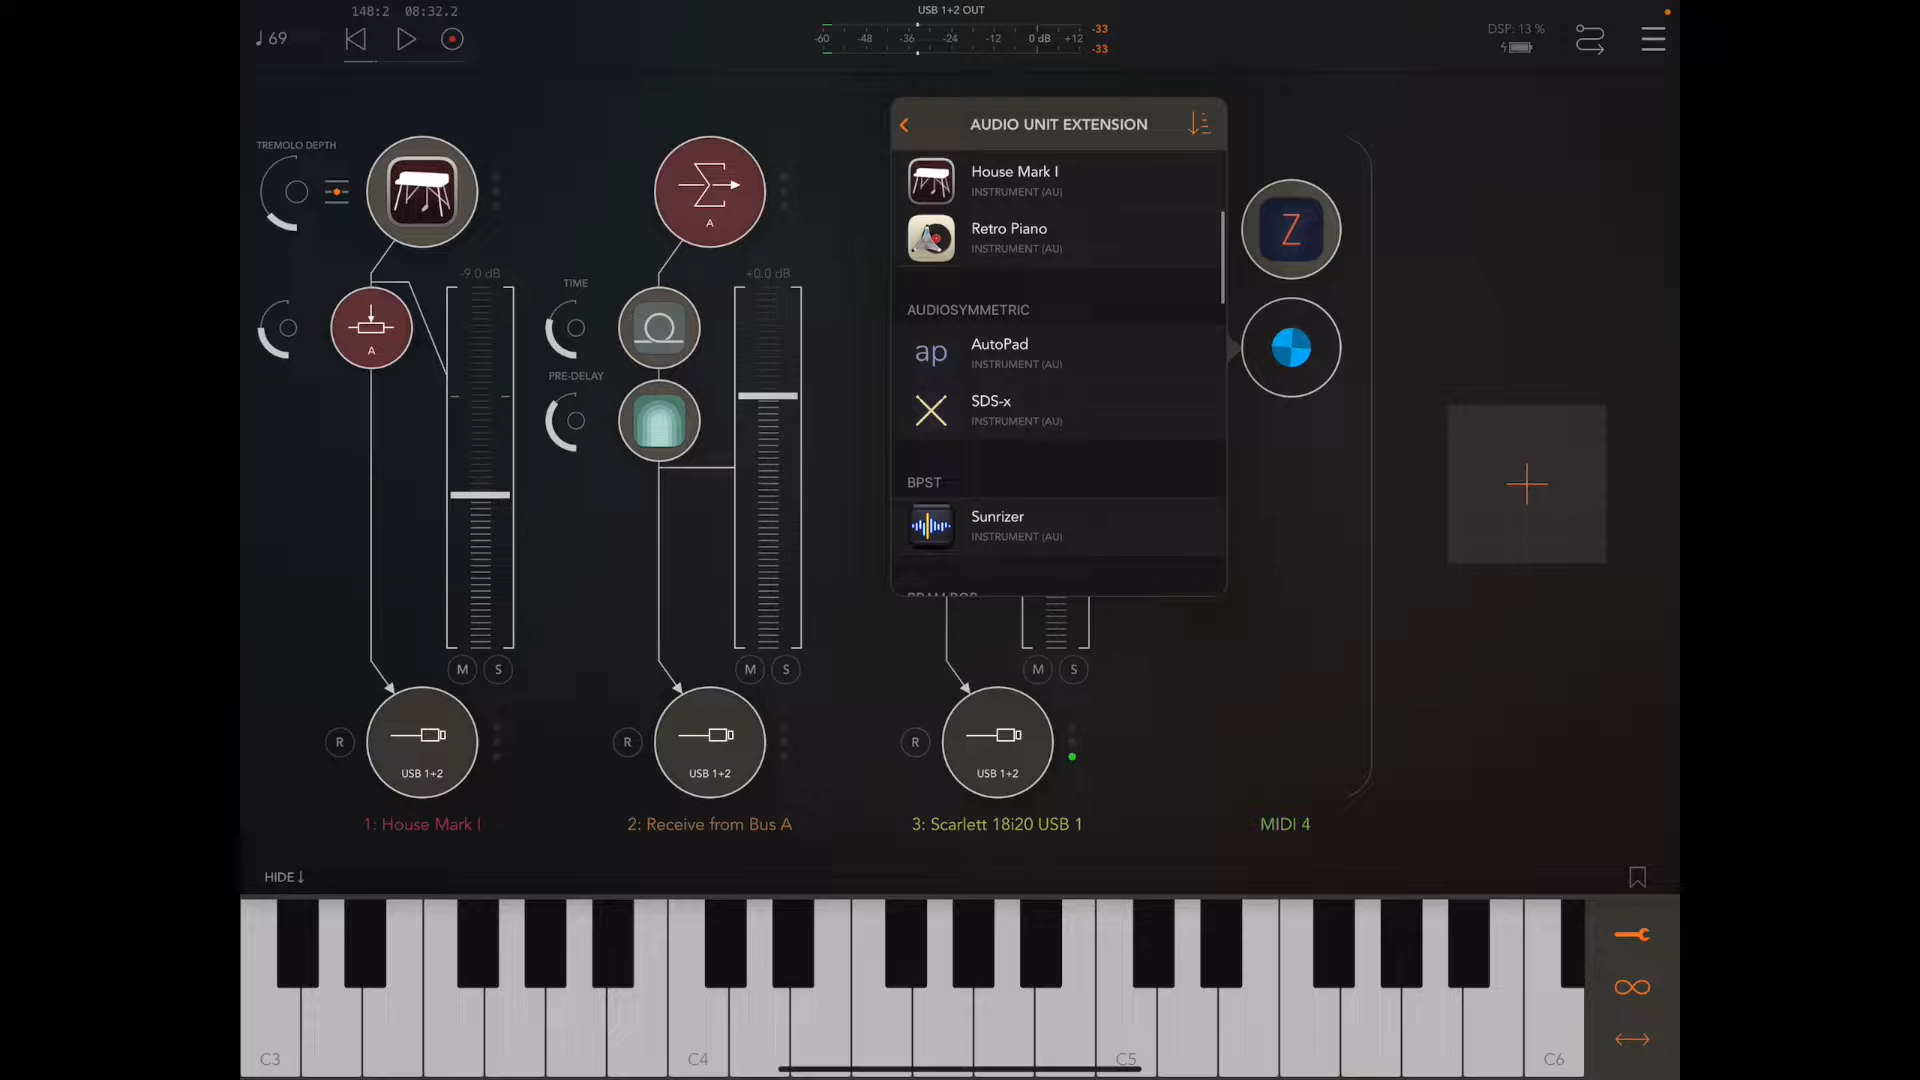 148:2 08:32.2
69
USB 1+2 OUT
-60 -48 -36 -24 -12 0 dB +12
-33
-33
DSP: 13 %
AUDIO UNIT EXTENSION
House Mark I
INSTRUMENT (AU)
Retro Piano
INSTRUMENT (AU)
AUDIOSYMMETRIC
ap
AutoPad
INSTRUMENT (AU)
SDS-x
INSTRUMENT (AU)
BPST
Sunrizer
INSTRUMENT (AU)
TREMOLO DEPTH
A
-9.0 dB
A
TIME
+0.0 dB
PRE-DELAY
Z
M S
M S
M S
R
USB 1+2
R
USB 1+2
R
USB 1+2
1: House Mark I
2: Receive from Bus A
3: Scarlett 18i20 USB 1
MIDI 4
HIDE
C3 C4 C5 C6